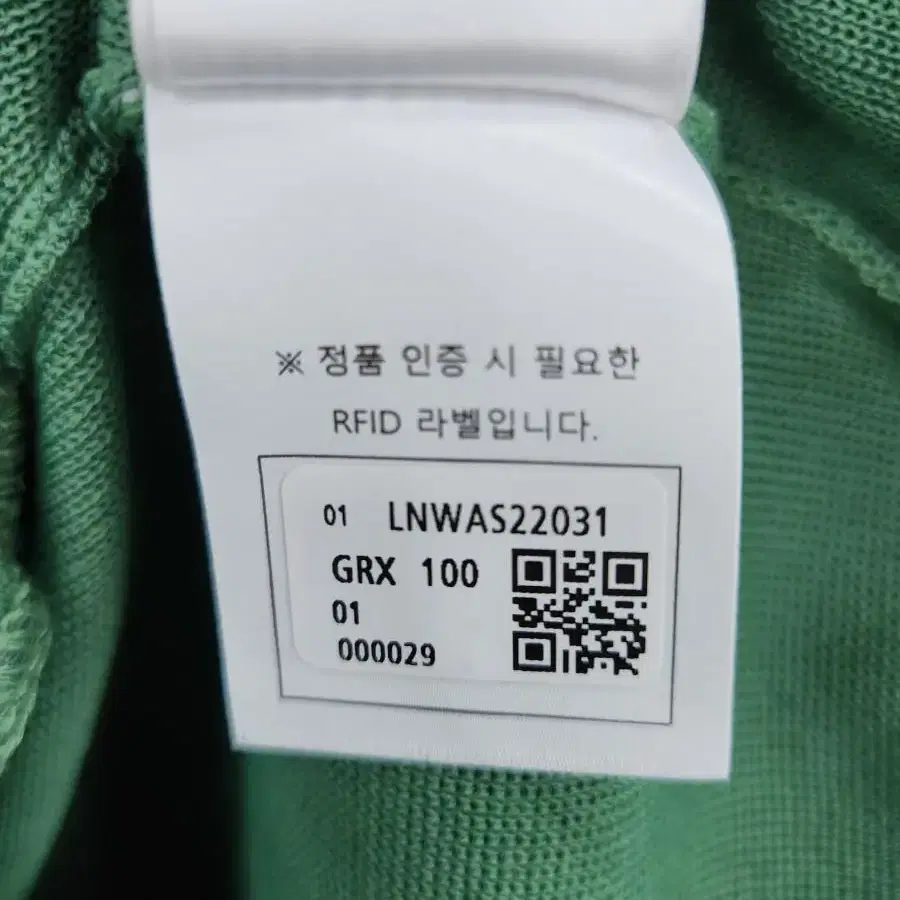 ※ 정품 인증 시 필요한
RFID 라벨입니다.
01 LNWAS22031
GRX 100
01
000029